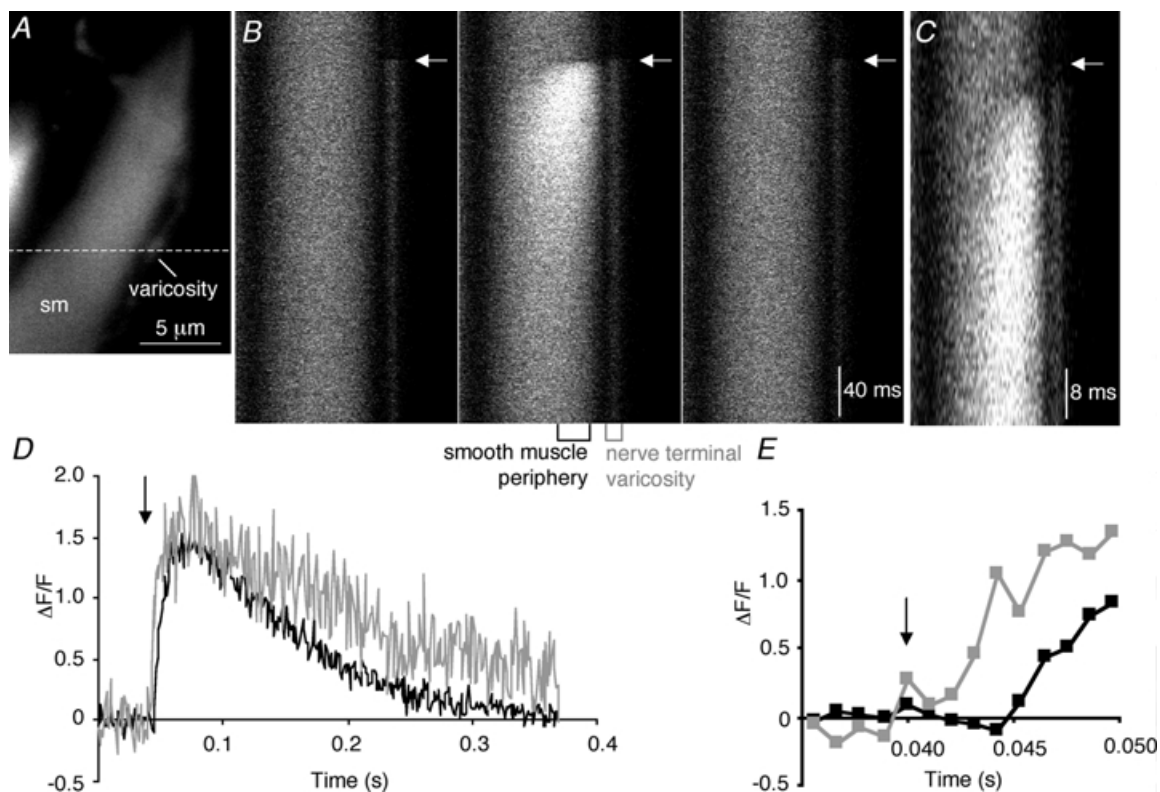 A
B
C
varicosity
sm
5 μm
40 ms
8 ms
smooth muscle periphery
nerve terminal varicosity
D
2.0
1.5
1.0
0.5
0
-0.5
ΔF/F
0.1
0.2
0.3
0.4
Time (s)
E
1.5
1.0
0.5
0
-0.5
ΔF/F
0.040
0.045
0.050
Time (s)